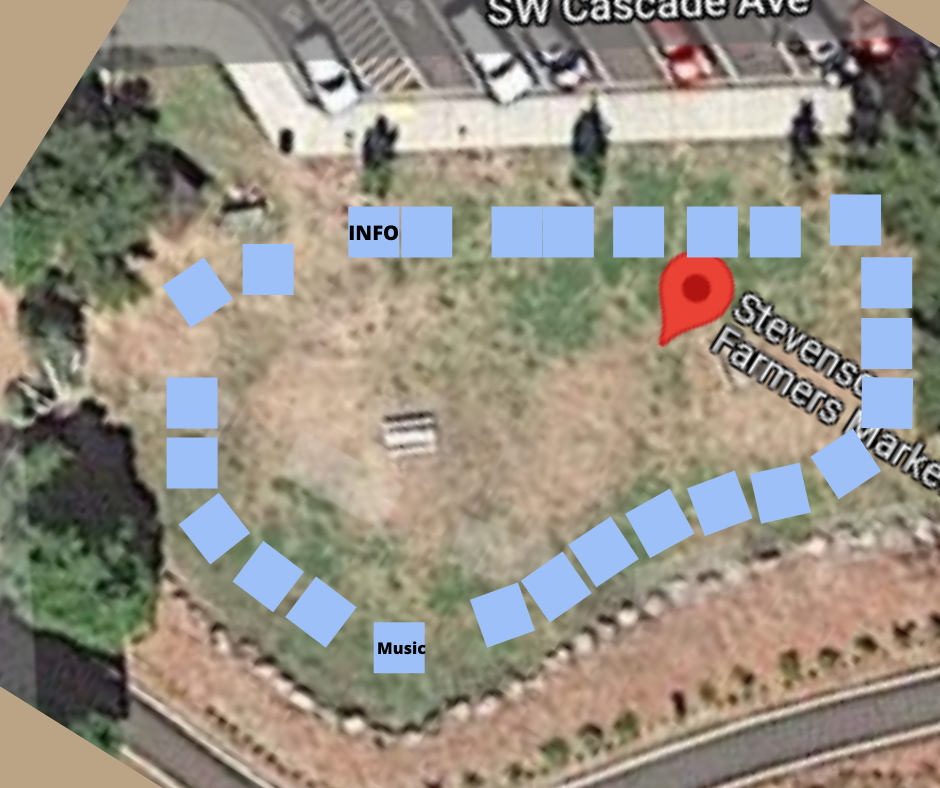 SW Cascade Ave
INFO
Stevenso
Farmers Marke
Music